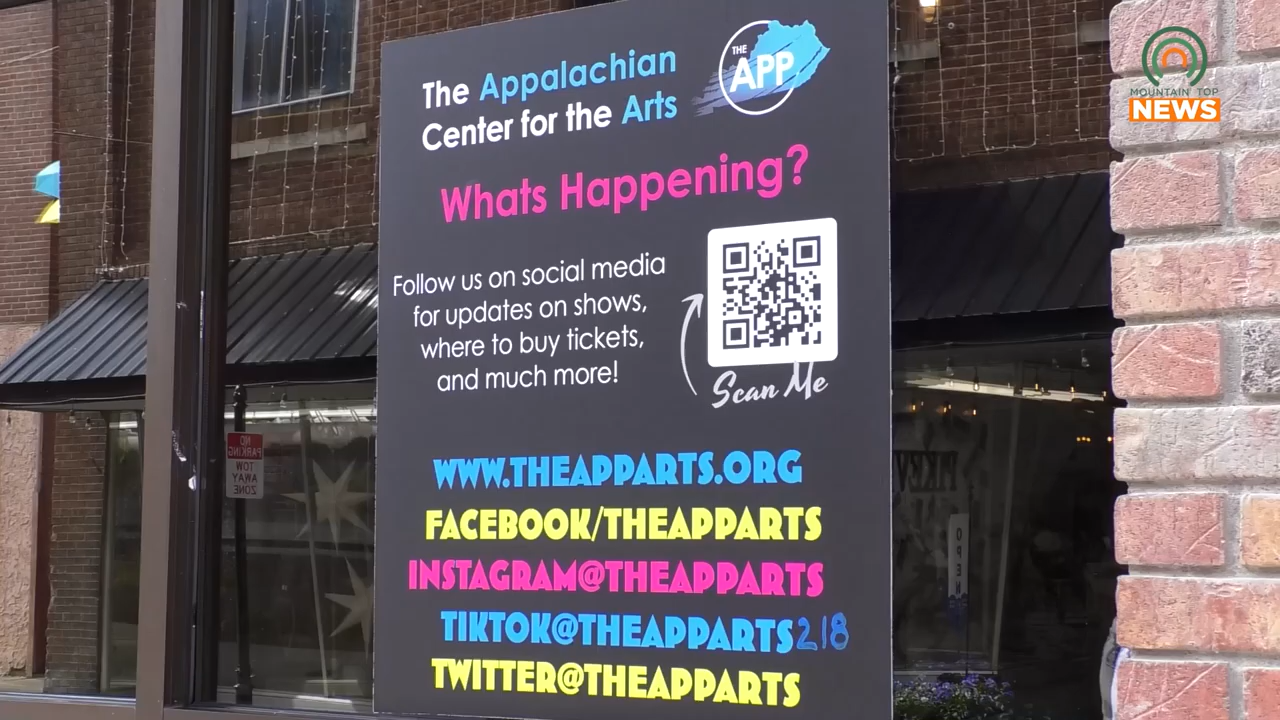 The Appalachian
Center for the Arts
THE
APP
MOUNTAIN TOP
NEWS
Whats Happening?
Follow us on social media
for updates on shows,
where to buy tickets,
and much more!
Scan Me
WWW.THEAPPARTS.ORG
FACEBOOK/THEAPPARTS
INSTAGRAM@THEAPPARTS
TIKTOK@THEAPPARTS218
TWITTER@THEAPPARTS
NO
PARKING
TOW
AWAY
ZONE
OPEN